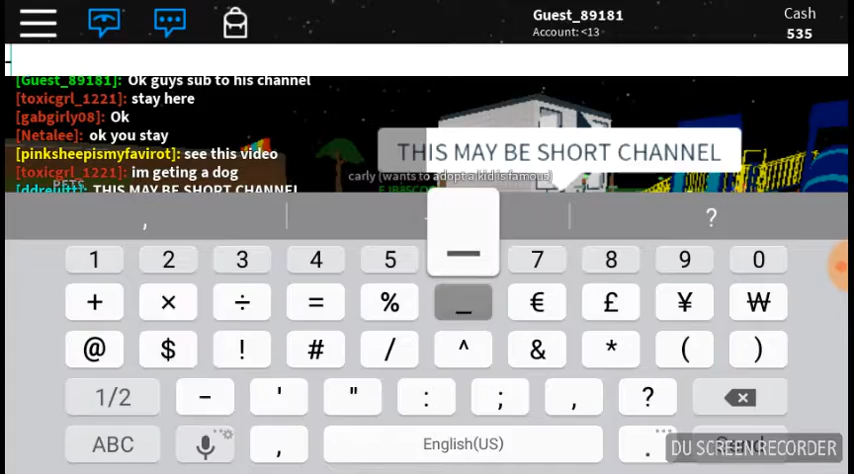 Guest_89181
Account: <13
Cash
535
[Guest_89181]: Ok guys sub to his channel
[toxicgrl_1221]: stay here
[gabgirly08]: Ok
[Netalee]: ok you stay
[pinksheepismyfavirot]: see this video
[toxicgrl_1221]: im geting a dog
THIS MAY BE SHORT CHANNEL
carly (wants to adopt a kid is famous)
PETS
THIS MAY BE SHORT CHANNEL
, ?
_
1 2 3 4 5 7 8 9 0
+ × ÷ = % _ € £ ¥ ₩
@ $ ! # / ^ & * ( )
1/2 - ' " : ; , ?
ABC , English(US) .
DU SCREEN RECORDER